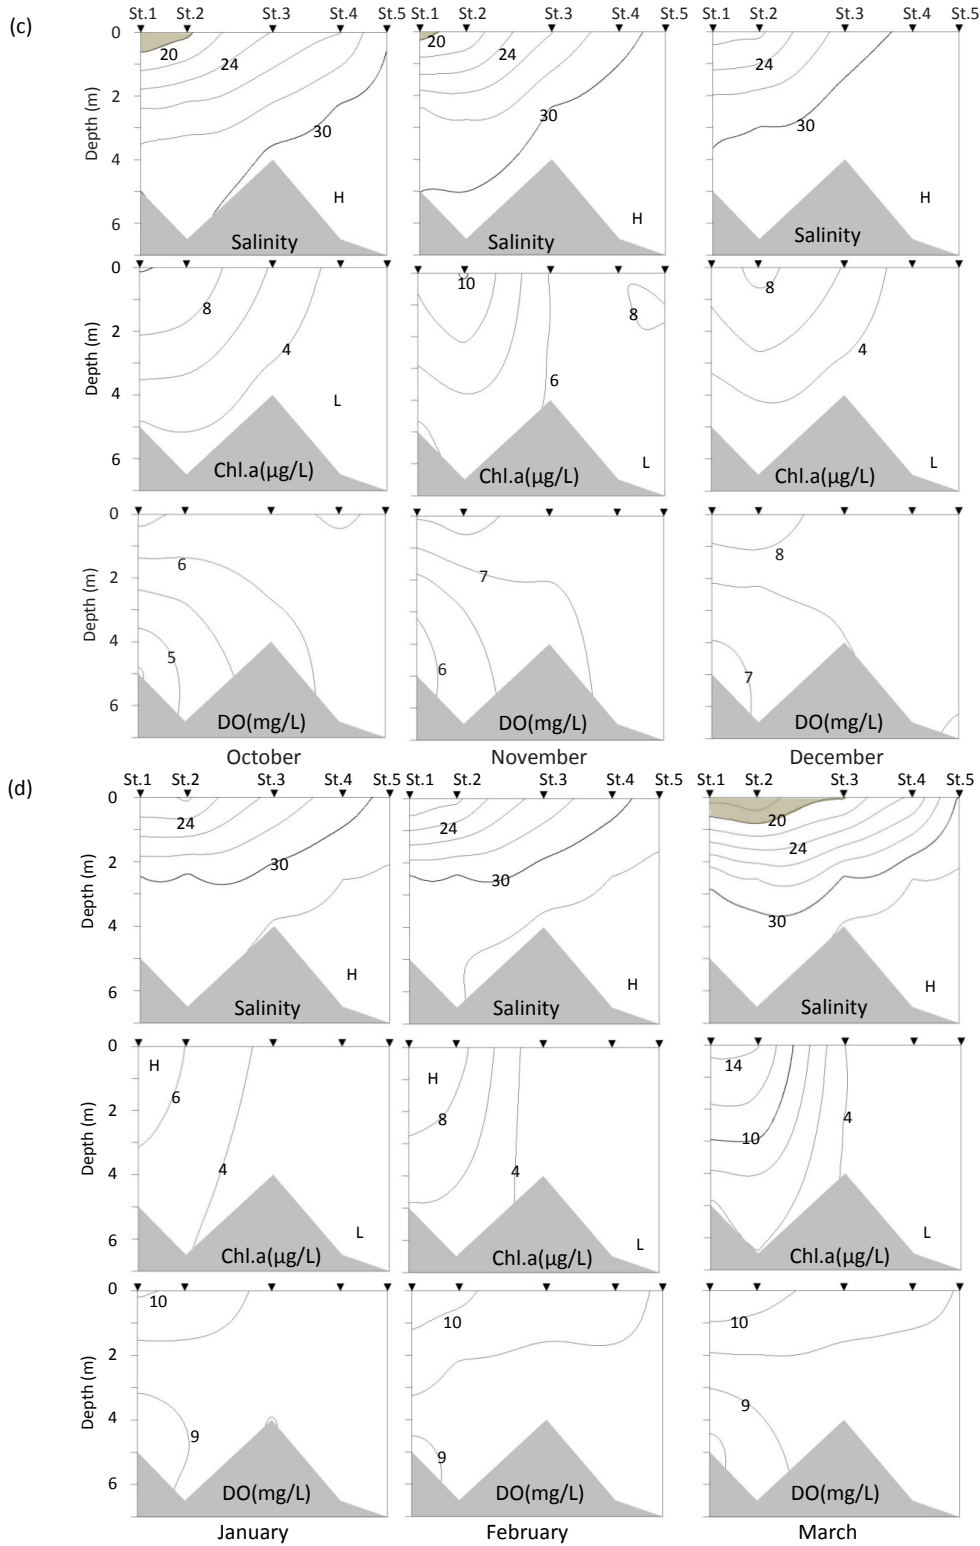 (c)
St.1 St.2 St.3 St.4 St.5 St.1 St.2 St.3 St.4 St.5 St.1 St.2 St.3 St.4 St.5
Depth (m)
0
2
4
6
20 24 30 H Salinity
20 24 30 H Salinity
24 30 H Salinity
Depth (m)
0
2
4
6
8 4 L Chl.a(μg/L)
10 8 6 L Chl.a(μg/L)
8 4 L Chl.a(μg/L)
Depth (m)
0
2
4
6
6 5 DO(mg/L)
7 6 DO(mg/L)
8 7 DO(mg/L)
October November December
(d)
St.1 St.2 St.3 St.4 St.5 St.1 St.2 St.3 St.4 St.5 St.1 St.2 St.3 St.4 St.5
Depth (m)
0
2
4
6
24 30 H Salinity
24 30 H Salinity
20 24 30 H Salinity
Depth (m)
0
2
4
6
H 6 4 L Chl.a(μg/L)
H 8 4 L Chl.a(μg/L)
14 10 4 L Chl.a(μg/L)
Depth (m)
0
2
4
6
10 9 DO(mg/L)
10 9 DO(mg/L)
10 9 DO(mg/L)
January February March